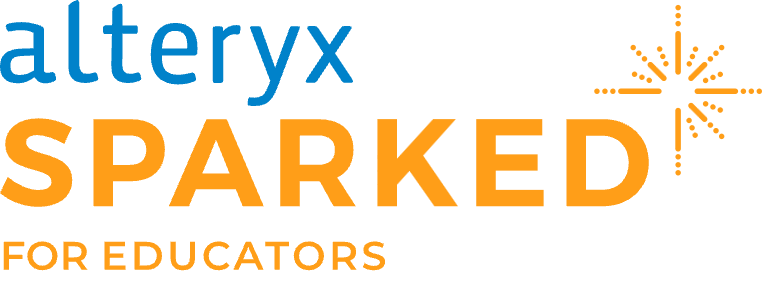 alteryx
SPARKED
FOR EDUCATORS